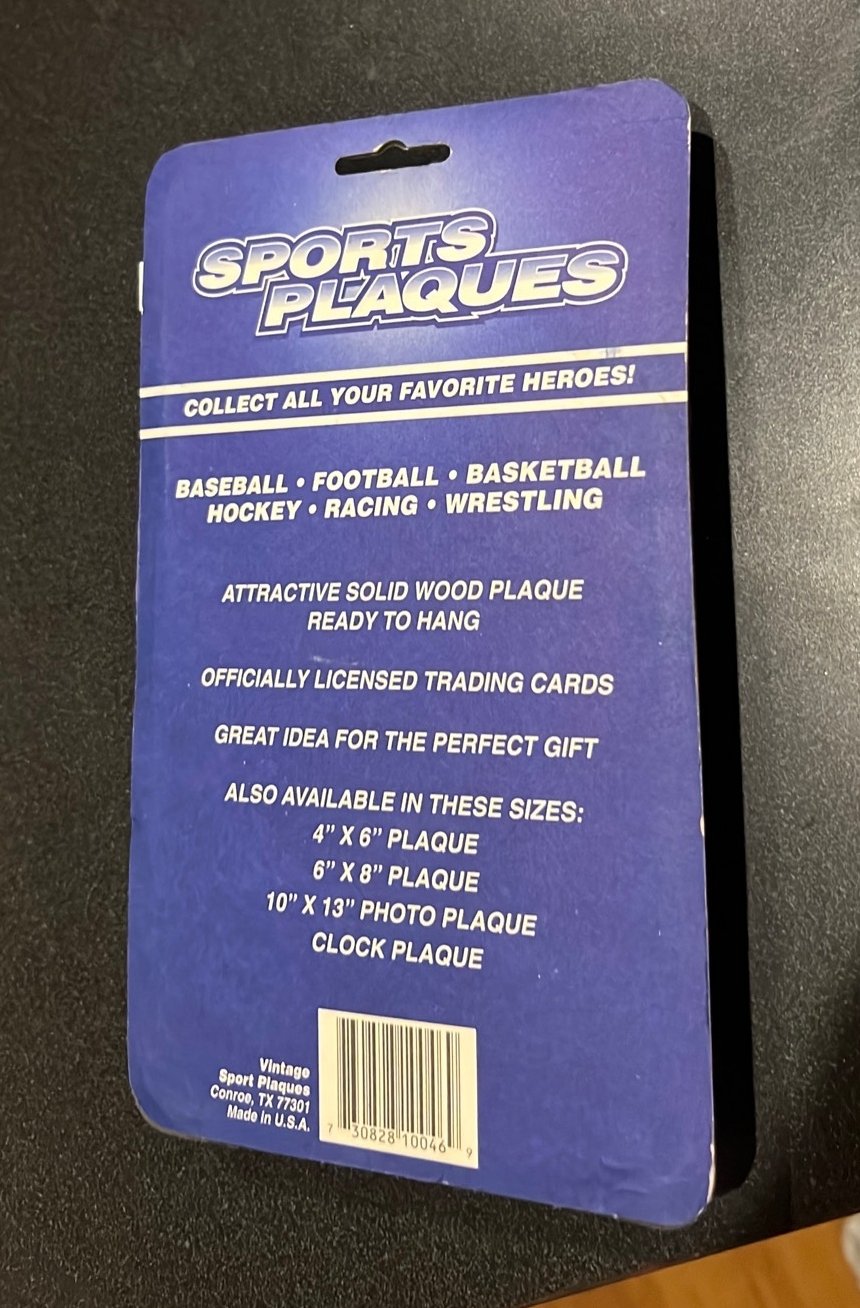 SPORTS
PLAQUES
COLLECT ALL YOUR FAVORITE HEROES!
BASEBALL • FOOTBALL • BASKETBALL
HOCKEY • RACING • WRESTLING
ATTRACTIVE SOLID WOOD PLAQUE
READY TO HANG
OFFICIALLY LICENSED TRADING CARDS
GREAT IDEA FOR THE PERFECT GIFT
ALSO AVAILABLE IN THESE SIZES:
4” X 6” PLAQUE
6” X 8” PLAQUE
10” X 13” PHOTO PLAQUE
CLOCK PLAQUE
Vintage
Sport Plaques
Conroe, TX 77301
Made in U.S.A.
7 30828 10046 9